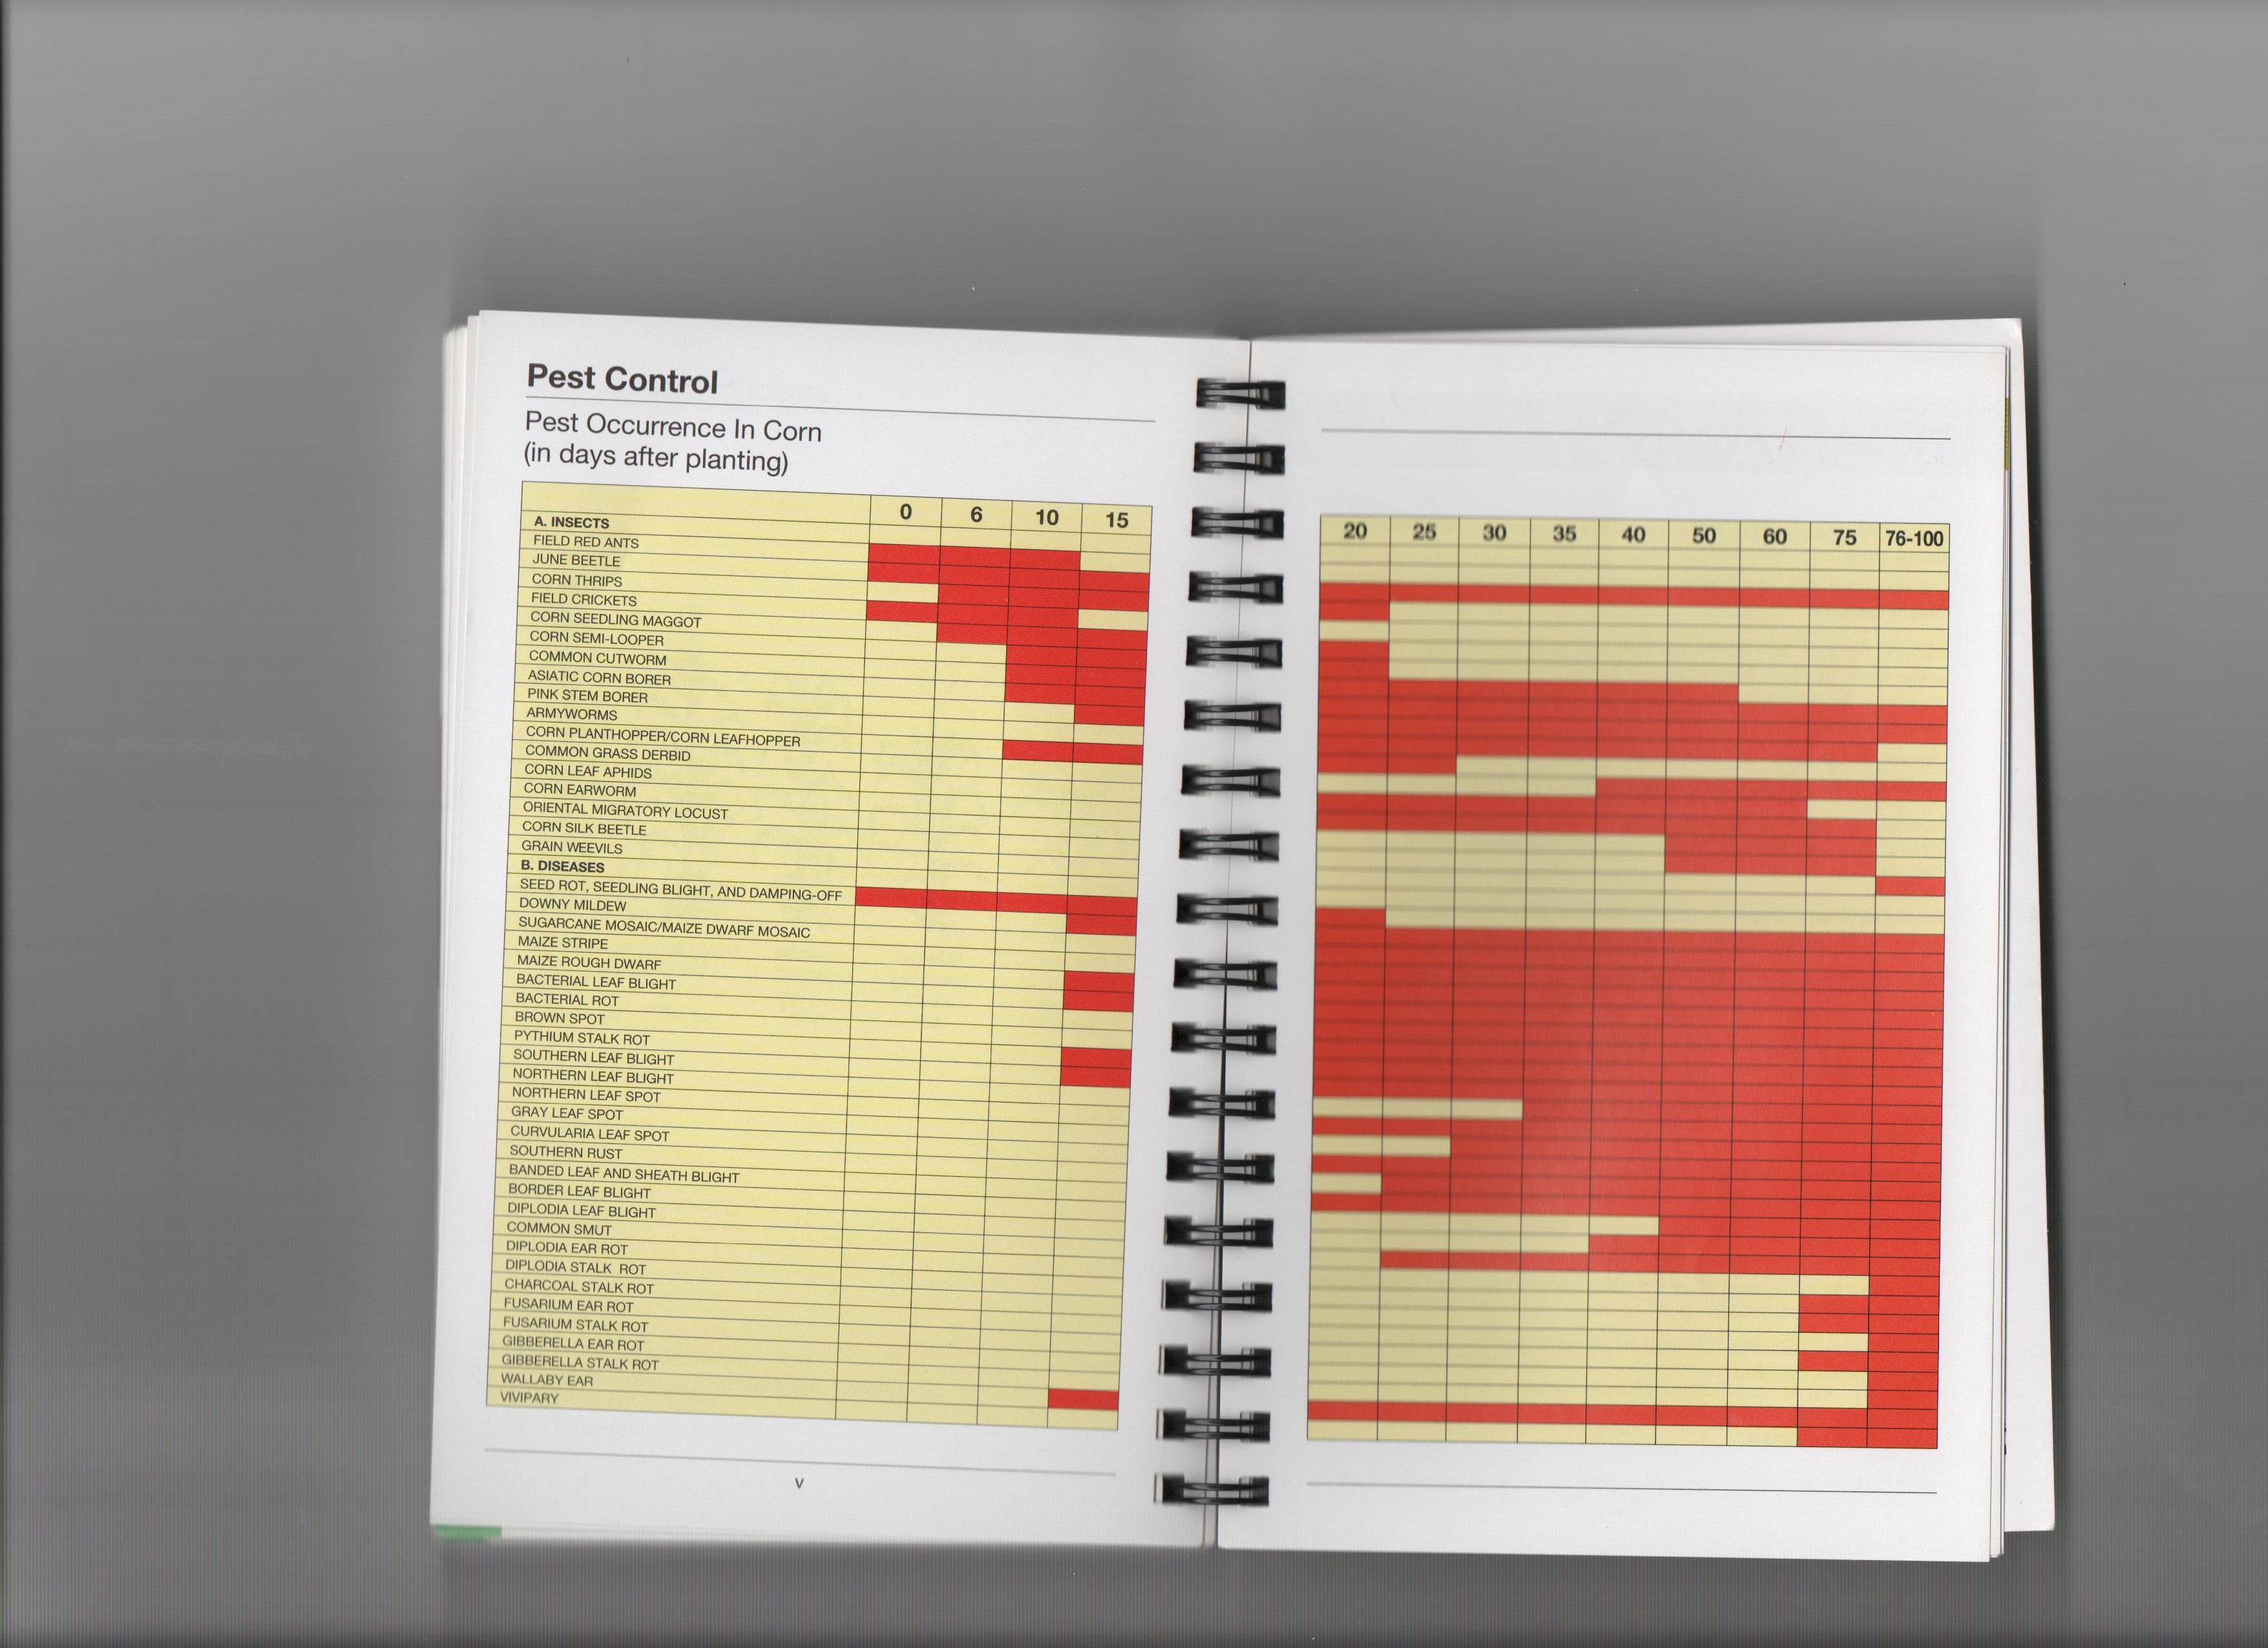 Pest Control
Pest Occurrence In Corn
(in days after planting)
0 6 10 15
A. INSECTS
FIELD RED ANTS
JUNE BEETLE
CORN THRIPS
FIELD CRICKETS
CORN SEEDLING MAGGOT
CORN SEMI-LOOPER
COMMON CUTWORM
ASIATIC CORN BORER
PINK STEM BORER
ARMYWORMS
CORN PLANTHOPPER/CORN LEAFHOPPER
COMMON GRASS DERBID
CORN LEAF APHIDS
CORN EARWORM
ORIENTAL MIGRATORY LOCUST
CORN SILK BEETLE
GRAIN WEEVILS
B. DISEASES
SEED ROT, SEEDLING BLIGHT, AND DAMPING-OFF
DOWNY MILDEW
SUGARCANE MOSAIC/MAIZE DWARF MOSAIC
MAIZE STRIPE
MAIZE ROUGH DWARF
BACTERIAL LEAF BLIGHT
BACTERIAL ROT
BROWN SPOT
PYTHIUM STALK ROT
SOUTHERN LEAF BLIGHT
NORTHERN LEAF BLIGHT
NORTHERN LEAF SPOT
GRAY LEAF SPOT
CURVULARIA LEAF SPOT
SOUTHERN RUST
BANDED LEAF AND SHEATH BLIGHT
BORDER LEAF BLIGHT
DIPLODIA LEAF BLIGHT
COMMON SMUT
DIPLODIA EAR ROT
DIPLODIA STALK ROT
CHARCOAL STALK ROT
FUSARIUM EAR ROT
FUSARIUM STALK ROT
GIBBERELLA EAR ROT
GIBBERELLA STALK ROT
WALLABY EAR
VIVIPARY
v
20 25 30 35 40 50 60 75 76-100